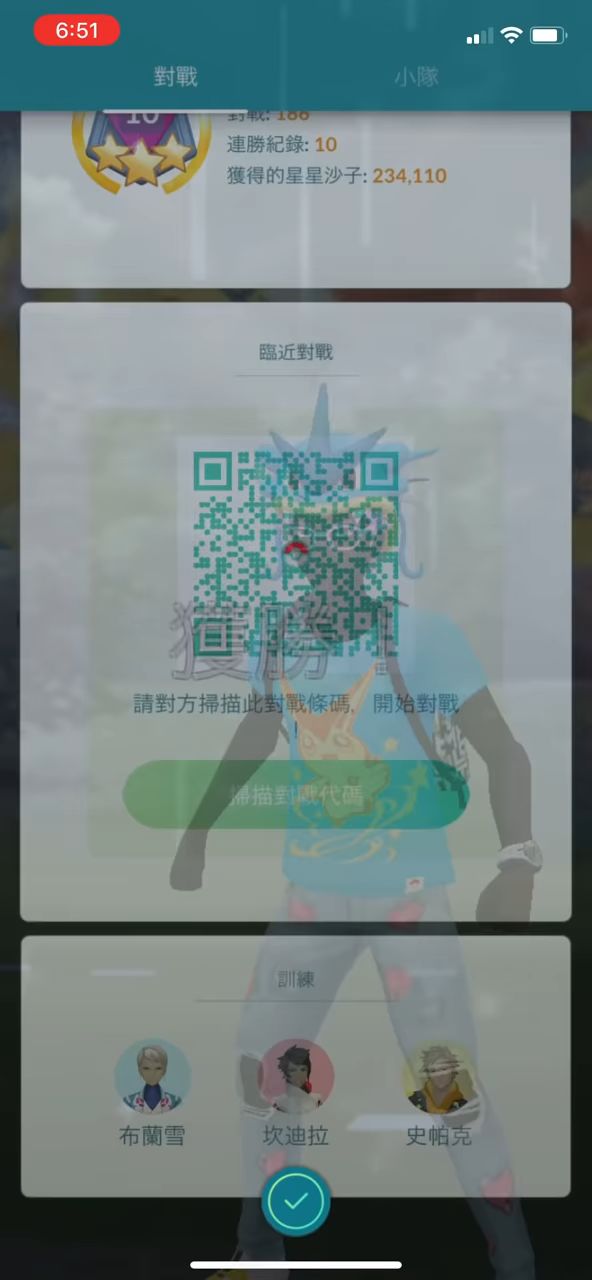 6:51
對戰
小隊
10
對戰: 186
連勝紀錄: 10
獲得的星星沙子: 234,110
臨近對戰
獲勝!
請對方掃描此對戰條碼, 開始對戰
!
掃描對戰代碼
訓練
布蘭雪
坎迪拉
史帕克